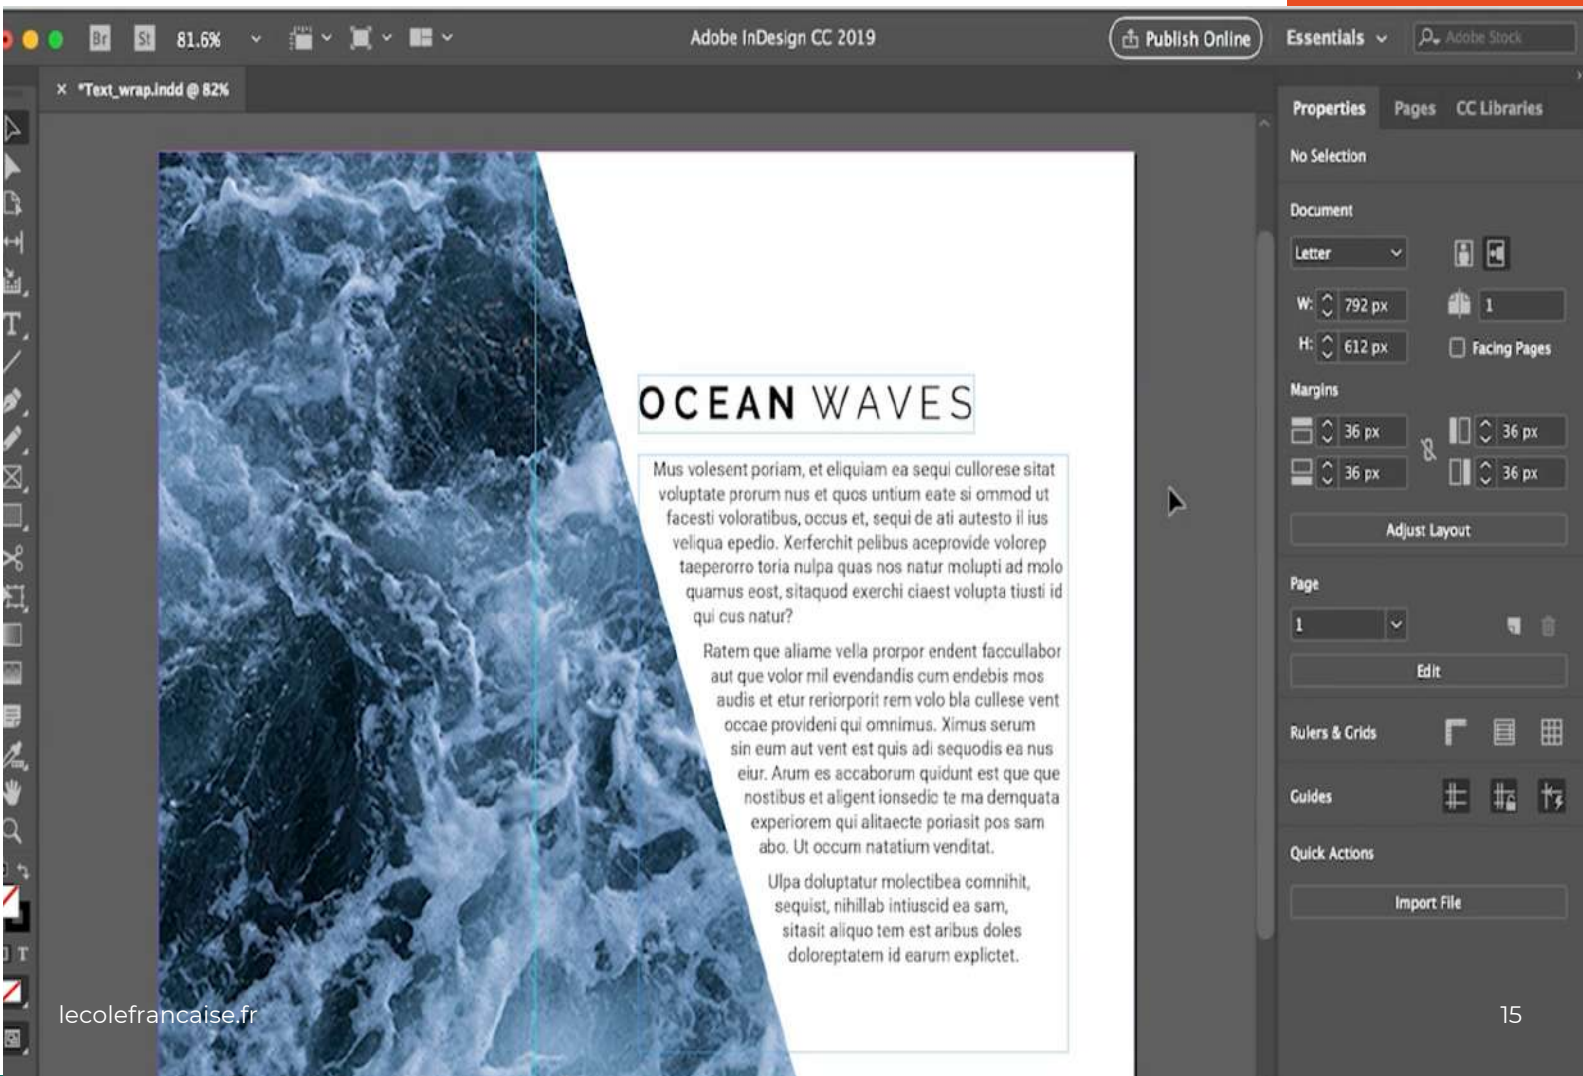 Br St 81.6% Adobe InDesign CC 2019 Publish Online Essentials Adobe Stock
× *Text_wrap.indd @ 82%
Properties Pages CC Libraries
No Selection
Document
Letter
W: 792 px 1
H: 612 px Facing Pages
Margins
36 px 36 px
36 px 36 px
Adjust Layout
Page
1
Edit
Rulers & Grids
Guides
Quick Actions
Import File
OCEAN WAVES
Mus volesent poriam, et eliquiam ea sequi cullorese sitat
voluptate prorum nus et quos untium eate si ommod ut
facesti voloratibus, occus et, sequi de ati autesto il ius
veliqua epedio. Xerferchit pelibus aceprovide volorep
taeperorro toria nulpa quas nos natur molupti ad molo
quamus eost, sitaquod exerchi ciaest volupta tiusti id
qui cus natur?
Ratem que aliame vella prorpor endent faccullabor
aut que volor mil evendandis cum endebis mos
audis et etur reriorporit rem volo bla cullese vent
occae provideni qui omnimus. Ximus serum
sin eum aut vent est quis adi sequodis ea nus
eiur. Arum es accaborum quidunt est que que
nostibus et aligent ionsedic te ma demquata
experiorem qui alitaecte poriasit pos sam
abo. Ut occum natatium venditat.
Ulpa doluptatur molectibea comnihit,
sequist, nihillab intiuscid ea sam,
sitasit aliquo tem est aribus doles
doloreptatem id earum explictet.
lecolefrancaise.fr 15